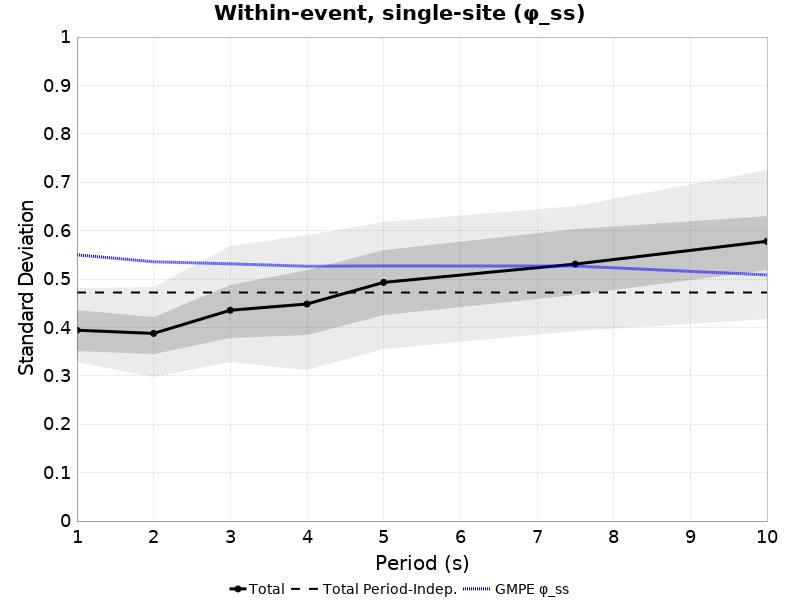 Within-event, single-site (φ_ss)
Standard Deviation
1
0.9
0.8
0.7
0.6
0.5
0.4
0.3
0.2
0.1
0
1 2 3 4 5 6 7 8 9 10
Period (s)
Total Total Period-Indep. GMPE φ_ss